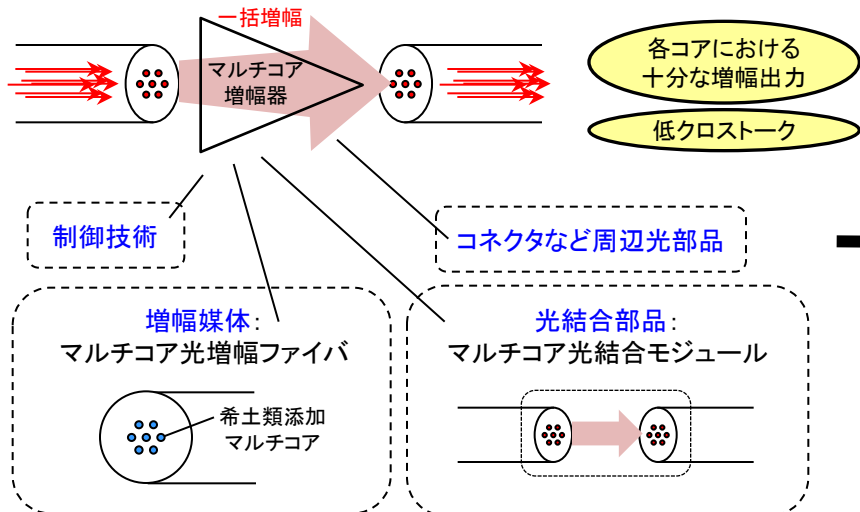 一括増幅
マルチコア
増幅器
各コアにおける
十分な増幅出力
低クロストーク
制御技術
コネクタなど周辺光部品
増幅媒体:
マルチコア光増幅ファイバ
希土類添加
マルチコア
光結合部品:
マルチコア光結合モジュール